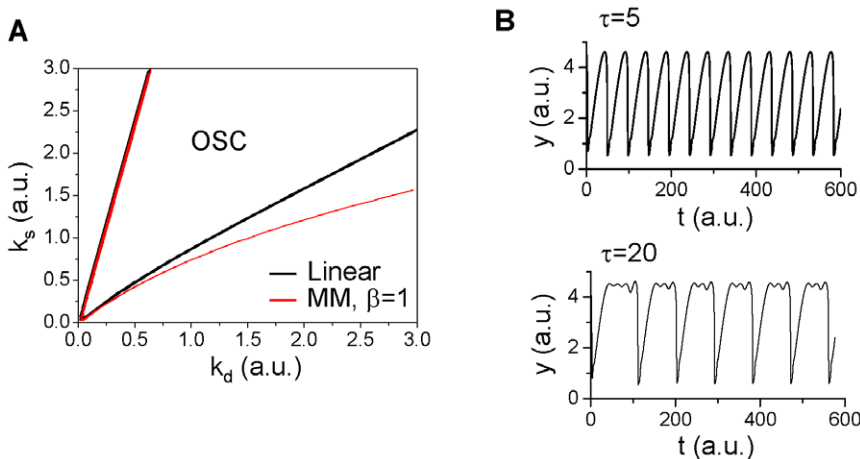 A
k_s (a.u.)
3.0
2.5
2.0
1.5
1.0
0.5
0.0
OSC
Linear
MM, β=1
0.0 0.5 1.0 1.5 2.0 2.5 3.0
k_d (a.u.)
B
τ=5
y (a.u.)
4
2
0
0 200 400 600
t (a.u.)
τ=20
y (a.u.)
4
2
0
0 200 400 600
t (a.u.)